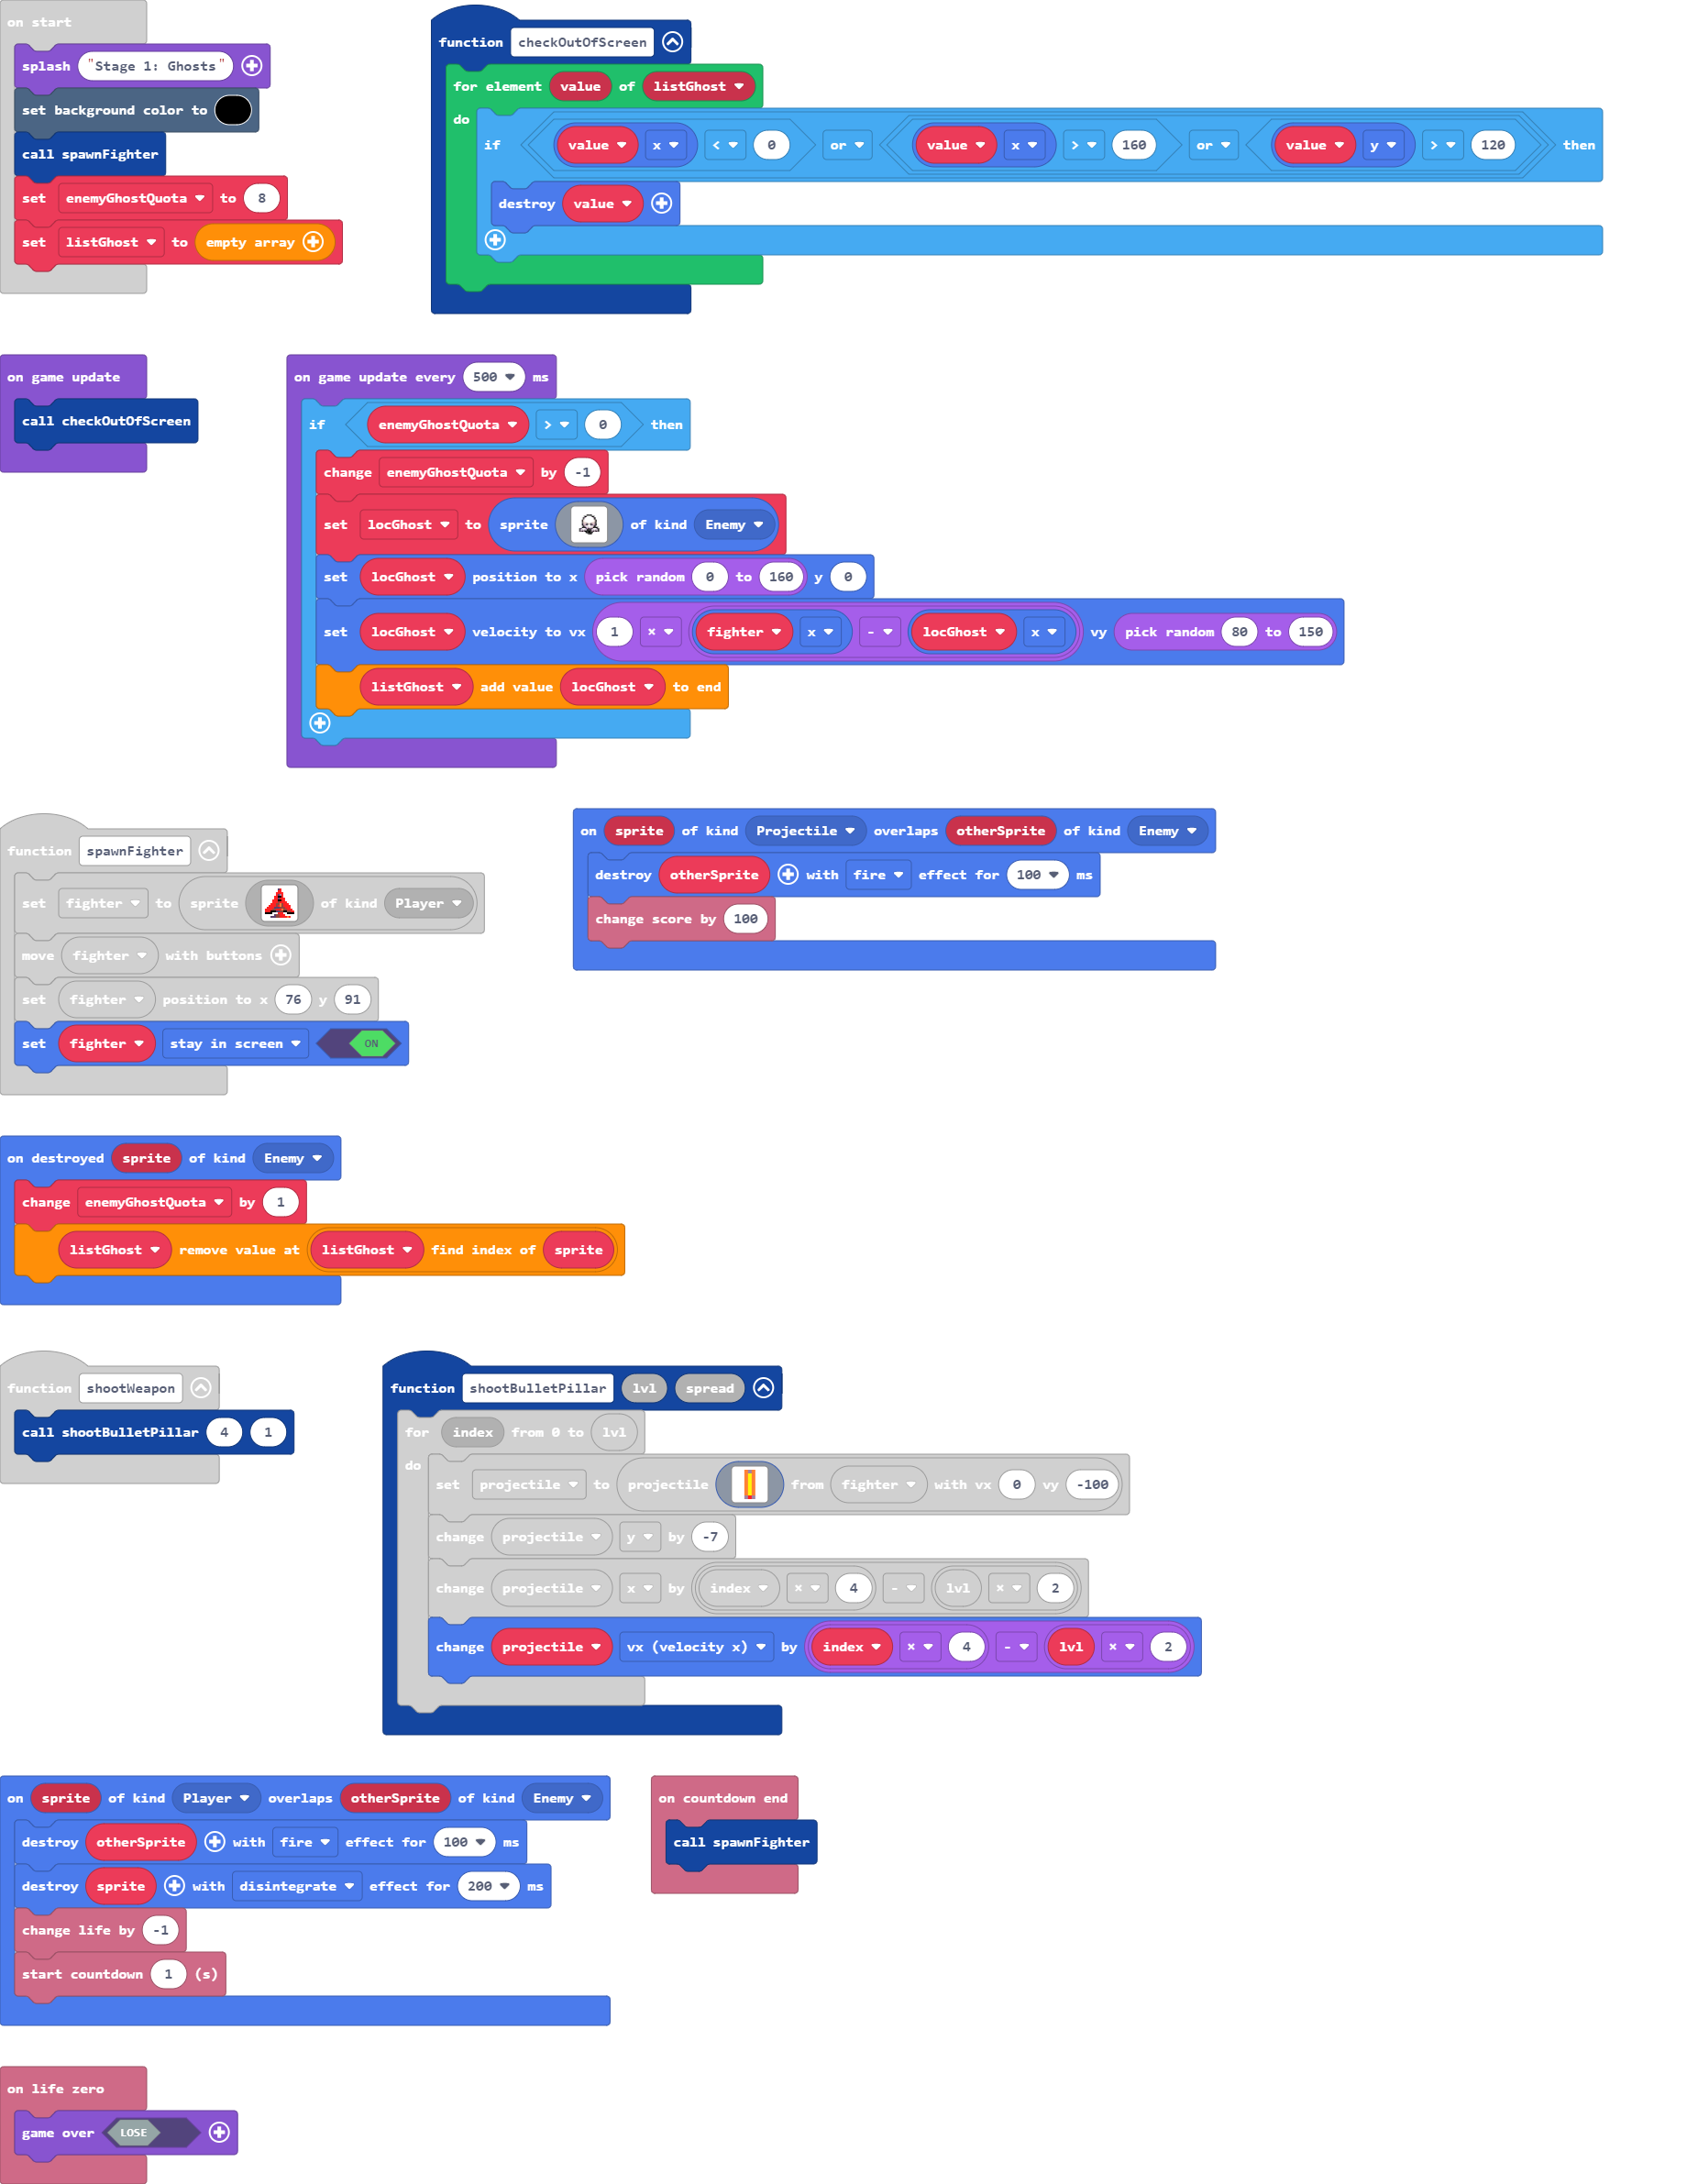 on start
splash "Stage 1: Ghosts"
set background color to
call spawnFighter
set enemyGhostQuota to 8
set listGhost to empty array
function checkOutOfScreen
for element value of listGhost
do
if value x < 0 or value x > 160 or value y > 120 then
destroy value
on game update
call checkOutOfScreen
on game update every 500 ms
if enemyGhostQuota > 0 then
change enemyGhostQuota by -1
set locGhost to sprite of kind Enemy
set locGhost position to x pick random 0 to 160 y 0
set locGhost velocity to vx 1 × fighter x - locGhost x vy pick random 80 to 150
listGhost add value locGhost to end
function spawnFighter
set fighter to sprite of kind Player
move fighter with buttons
set fighter position to x 76 y 91
set fighter stay in screen ON
on sprite of kind Projectile overlaps otherSprite of kind Enemy
destroy otherSprite with fire effect for 100 ms
change score by 100
on destroyed sprite of kind Enemy
change enemyGhostQuota by 1
listGhost remove value at listGhost find index of sprite
function shootWeapon
call shootBulletPillar 4 1
function shootBulletPillar lvl spread
for index from 0 to lvl
do
set projectile to projectile from fighter with vx 0 vy -100
change projectile y by -7
change projectile x by index × 4 - lvl × 2
change projectile vx (velocity x) by index × 4 - lvl × 2
on sprite of kind Player overlaps otherSprite of kind Enemy
destroy otherSprite with fire effect for 100 ms
destroy sprite with disintegrate effect for 200 ms
change life by -1
start countdown 1 (s)
on countdown end
call spawnFighter
on life zero
game over LOSE